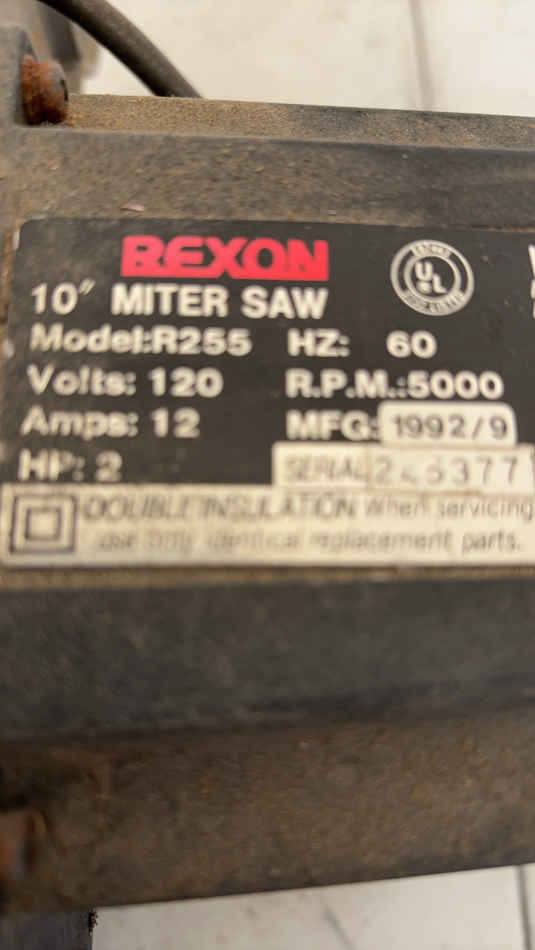 REXON
10" MITER SAW
Model:R255 HZ: 60
Volts: 120 R.P.M.:5000
Amps: 12 MFG: 1992/9
HP: 2 SERIAL
DOUBLE INSULATION When servicing
use only identical replacement parts.
UL